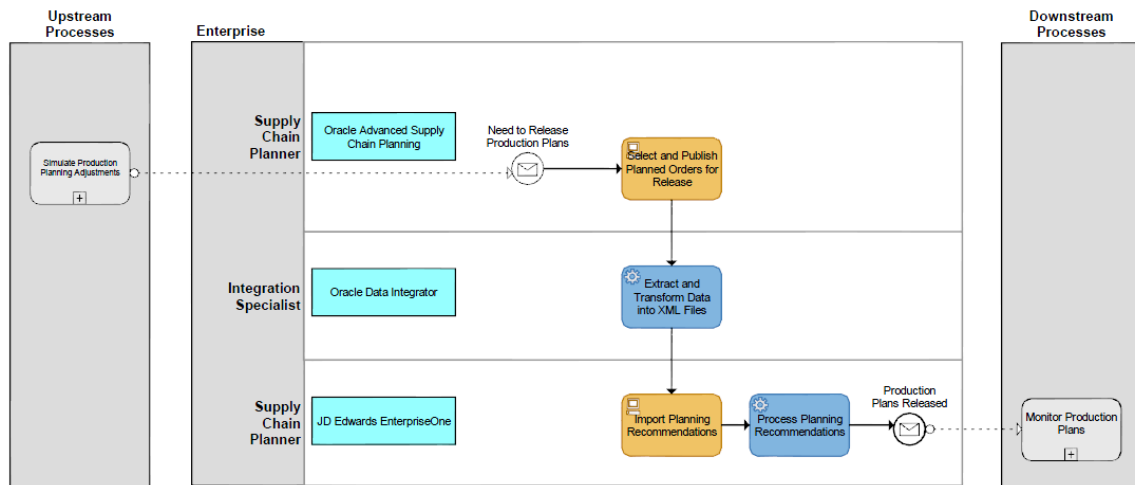 Upstream
Processes
Enterprise
Downstream
Processes
Supply
Chain
Planner
Oracle Advanced Supply
Chain Planning
Need to Release
Production Plans
Select and Publish
Planned Orders for
Release
Simulate Production
Planning Adjustments
Integration
Specialist
Oracle Data Integrator
Extract and
Transform Data
into XML Files
Supply
Chain
Planner
JD Edwards EnterpriseOne
Import Planning
Recommendations
Process Planning
Recommendations
Production
Plans Released
Monitor Production
Plans